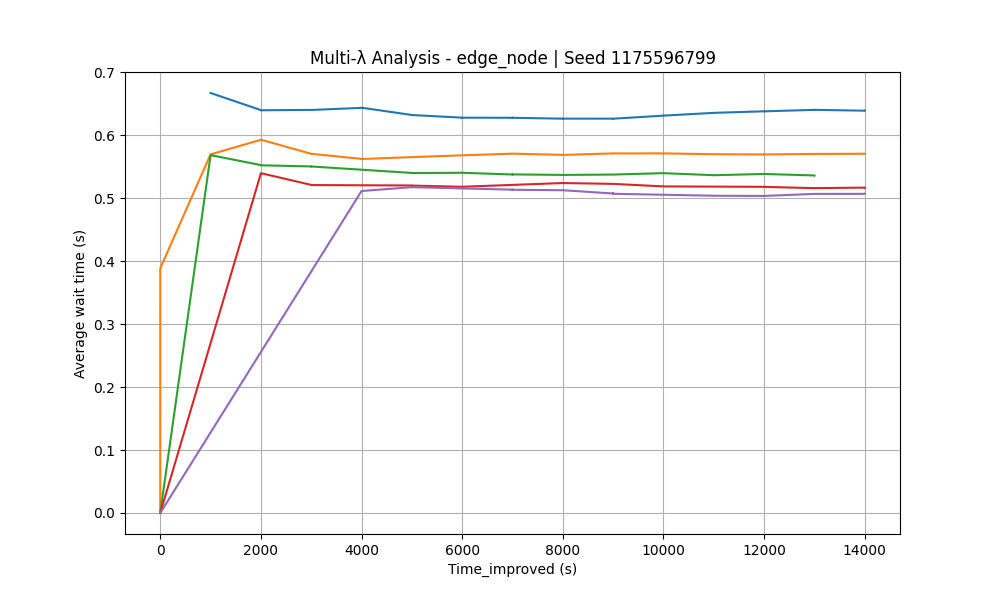 Multi-λ Analysis - edge_node | Seed 1175596799
Average wait time (s)
0.7
0.6
0.5
0.4
0.3
0.2
0.1
0.0
0 2000 4000 6000 8000 10000 12000 14000
Time_improved (s)